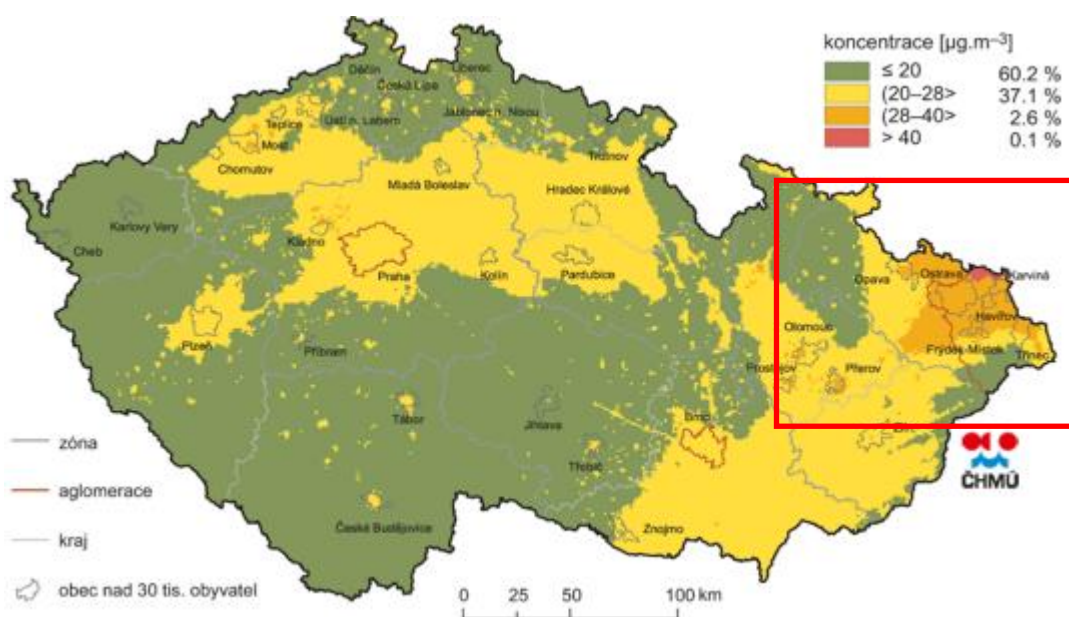 koncentrace [µg.m–3]
≤ 20 60.2 %
(20–28> 37.1 %
(28–40> 2.6 %
> 40 0.1 %
Děčín
Liberec
Česká Lípa
Jablonec n. Nisou
Teplice
Ústí n. Labem
Most
Chomutov
Trutnov
Mladá Boleslav
Hradec Králové
Karlovy Vary
Cheb
Kladno
Praha
Kolín
Pardubice
Opava
Ostrava
Karviná
Havířov
Olomouc
Frýdek-Místek
Třinec
Plzeň
Příbram
Prostějov
Přerov
Tábor
Jihlava
Brno
Třebíč
ČHMÚ
České Budějovice
Znojmo
zóna
aglomerace
kraj
obec nad 30 tis. obyvatel
0 25 50 100 km